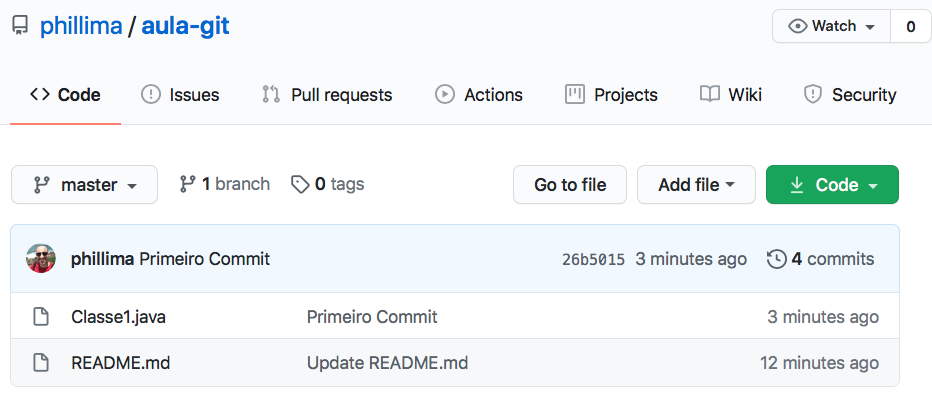 phillima / aula-git Watch 0
Code Issues Pull requests Actions Projects Wiki Security
master 1 branch 0 tags Go to file Add file Code
phillima Primeiro Commit 26b5015 3 minutes ago 4 commits
Classe1.java Primeiro Commit 3 minutes ago
README.md Update README.md 12 minutes ago